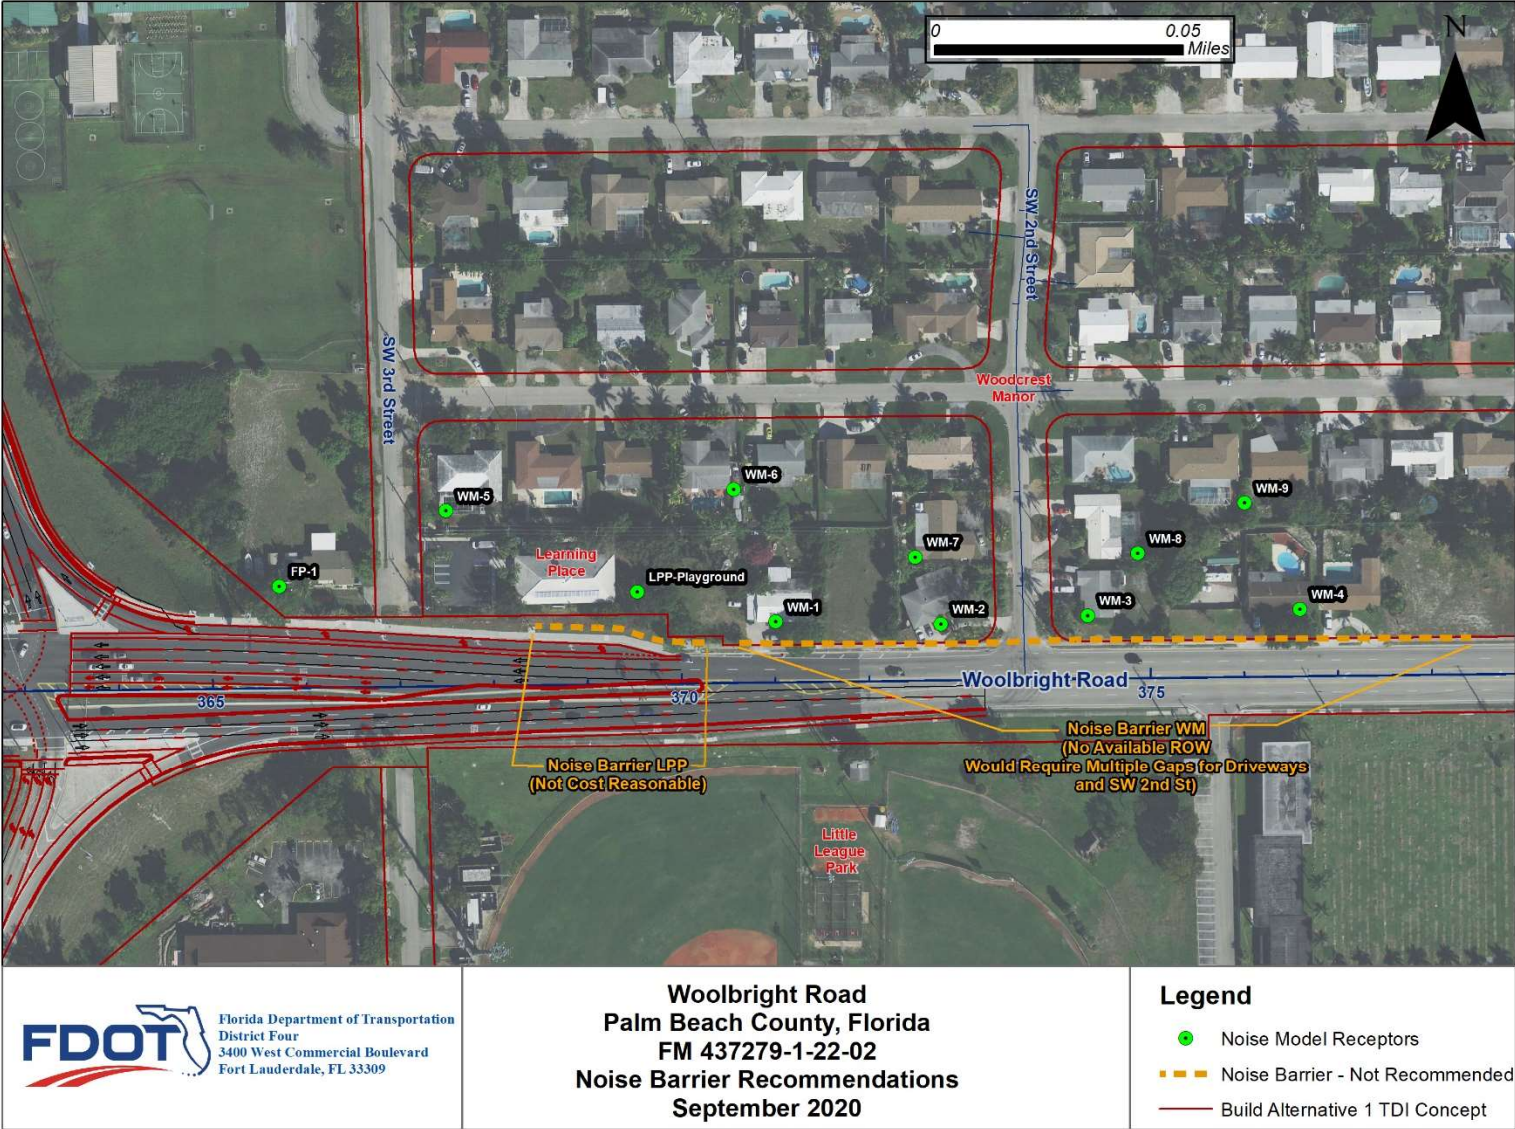 0 0.05
Miles
N
SW 2nd Street
SW 3rd Street
Woodcrest
Manor
WM-6
WM-5
WM-9
WM-7
WM-8
Learning
Place
FP-1
LPP-Playground
WM-1
WM-2
WM-3
WM-4
Woolbright Road
365
370
375
Noise Barrier WM
(No Available ROW
Would Require Multiple Gaps for Driveways
and SW 2nd St)
Noise Barrier LPP
(Not Cost Reasonable)
Little
League
Park
FDOT
Florida Department of Transportation
District Four
3400 West Commercial Boulevard
Fort Lauderdale, FL 33309
Woolbright Road
Palm Beach County, Florida
FM 437279-1-22-02
Noise Barrier Recommendations
September 2020
Legend
Noise Model Receptors
Noise Barrier - Not Recommended
Build Alternative 1 TDI Concept